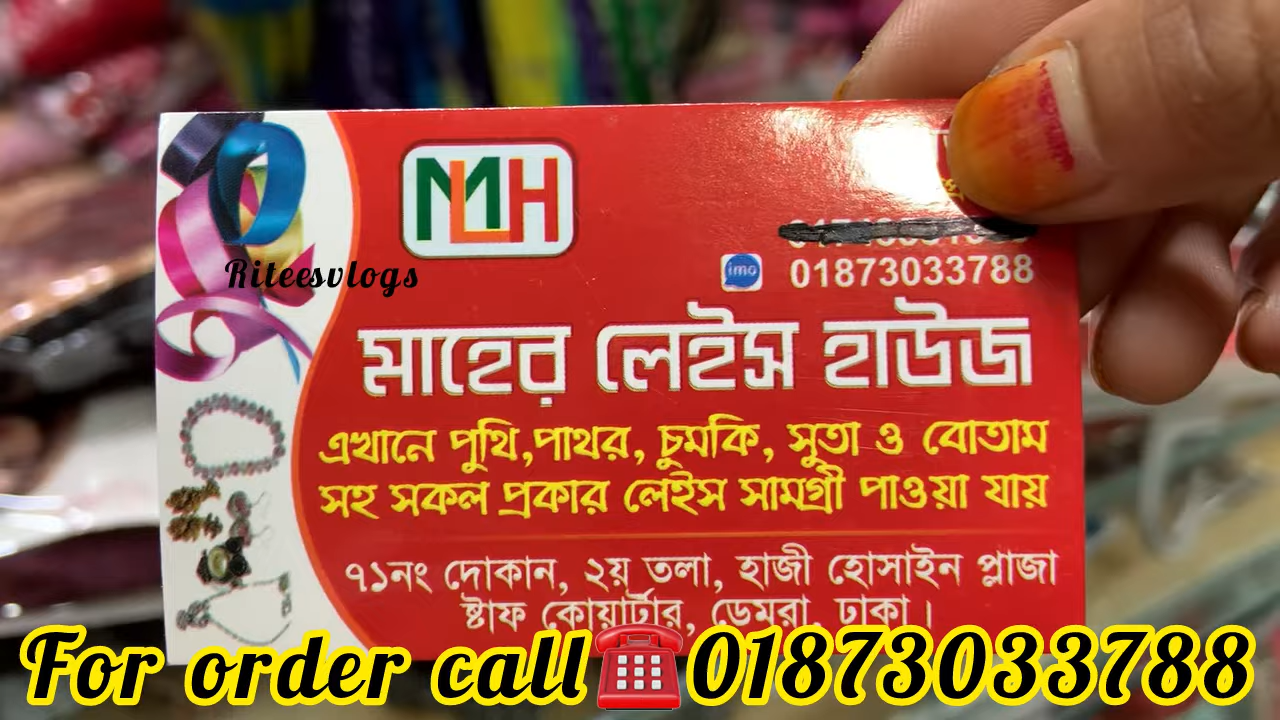 MLH
imo 01873033788
Riteesvlogs
মাহের লেইস হাউজ
এখানে পুথি,পাথর, চুমকি, সুতা ও বোতাম
সহ সকল প্রকার লেইস সামগ্রী পাওয়া যায়
৭১নং দোকান, ২য় তলা, হাজী হোসাইন প্লাজা
ষ্টাফ কোয়ার্টার, ডেমরা, ঢাকা।
For order call☎️01873033788